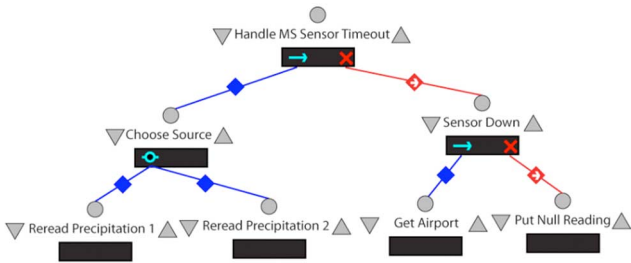 Handle MS Sensor Timeout
Choose Source
Sensor Down
Reread Precipitation 1
Reread Precipitation 2
Get Airport
Put Null Reading